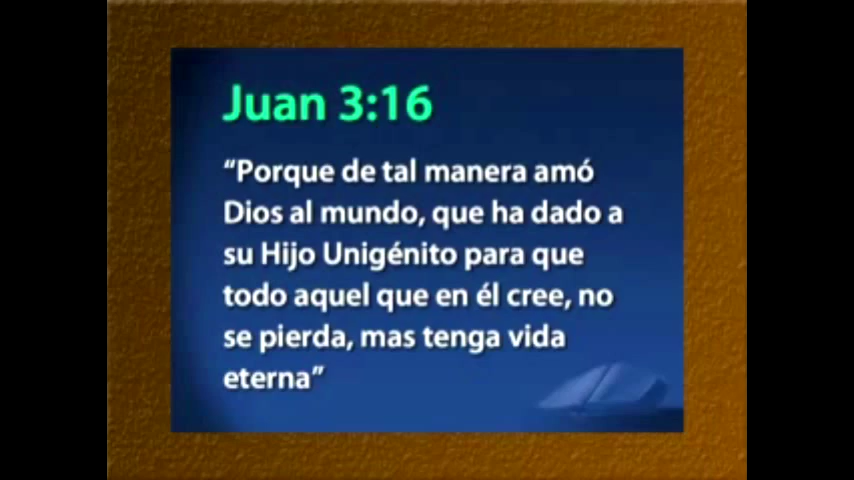 Juan 3:16
“Porque de tal manera amó
Dios al mundo, que ha dado a
su Hijo Unigénito para que
todo aquel que en él cree, no
se pierda, mas tenga vida
eterna”